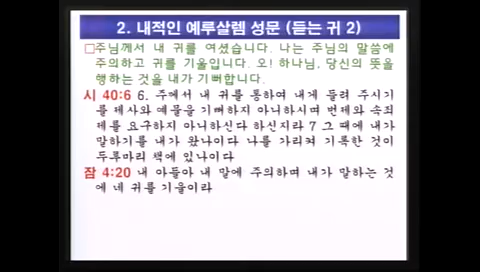 2. 내적인 예루살렘 성문 (듣는 귀 2)
□주님께서 내 귀를 여셨습니다. 나는 주님의 말씀에
주의하고 귀를 기울입니다. 오! 하나님, 당신의 뜻을
행하는 것을 내가 기뻐합니다.
시 40:6 6. 주께서 내 귀를 통하여 내게 들려 주시기
를 제사와 예물을 기뻐하지 아니하시며 번제와 속죄
제를 요구하지 아니하신다 하신지라 7 그 때에 내가
말하기를 내가 왔나이다 나를 가리켜 기록한 것이
두루마리 책에 있나이다
잠 4:20 내 아들아 내 말에 주의하며 내가 말하는 것
에 네 귀를 기울이라